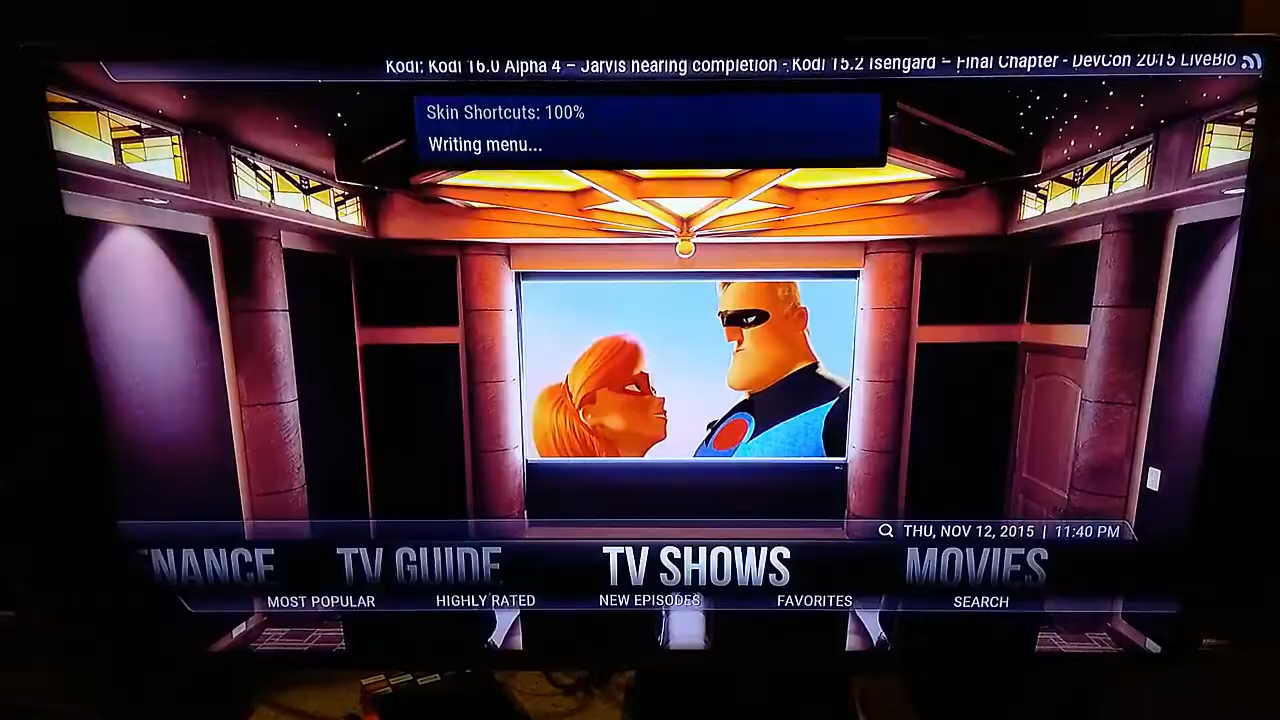 Kodi: Kodi 16.0 Alpha 4 – Jarvis nearing completion - Kodi 15.2 Isengard – Final Chapter - DevCon 2015 LiveBlo
Skin Shortcuts: 100%
Writing menu...
THU, NOV 12, 2015 | 11:40 PM
ENANCE TV GUIDE TV SHOWS MOVIES
MOST POPULAR HIGHLY RATED NEW EPISODES FAVORITES SEARCH